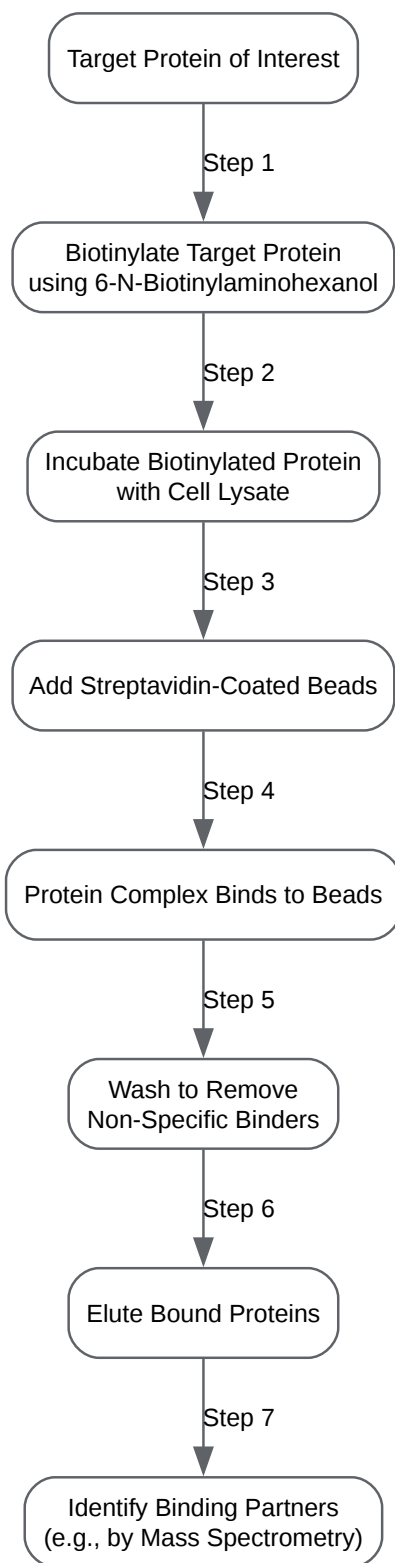 Target Protein of Interest
Step 1
Biotinylate Target Protein
using 6-N-Biotinylaminohexanol
Step 2
Incubate Biotinylated Protein
with Cell Lysate
Step 3
Add Streptavidin-Coated Beads
Step 4
Protein Complex Binds to Beads
Step 5
Wash to Remove
Non-Specific Binders
Step 6
Elute Bound Proteins
Step 7
Identify Binding Partners
(e.g., by Mass Spectrometry)